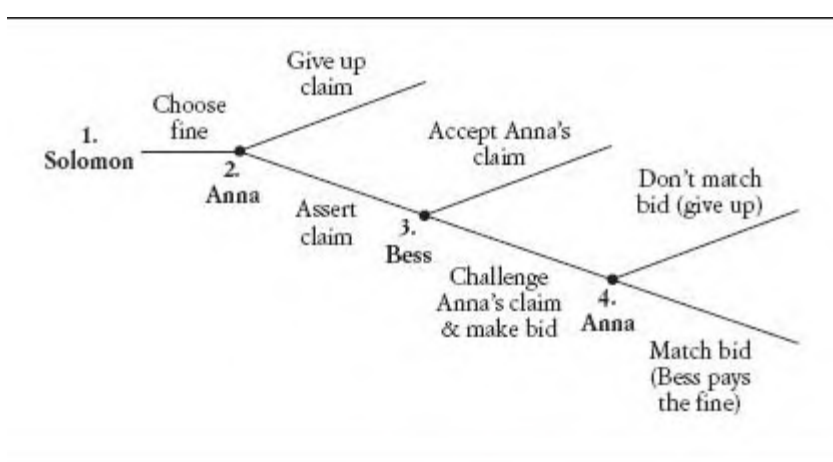 Give up
claim
Choose
fine
1.
Solomon
2.
Anna
Accept Anna's
claim
Assert
claim
3.
Bess
Don't match
bid (give up)
Challenge
Anna's claim
& make bid
4.
Anna
Match bid
(Bess pays
the fine)